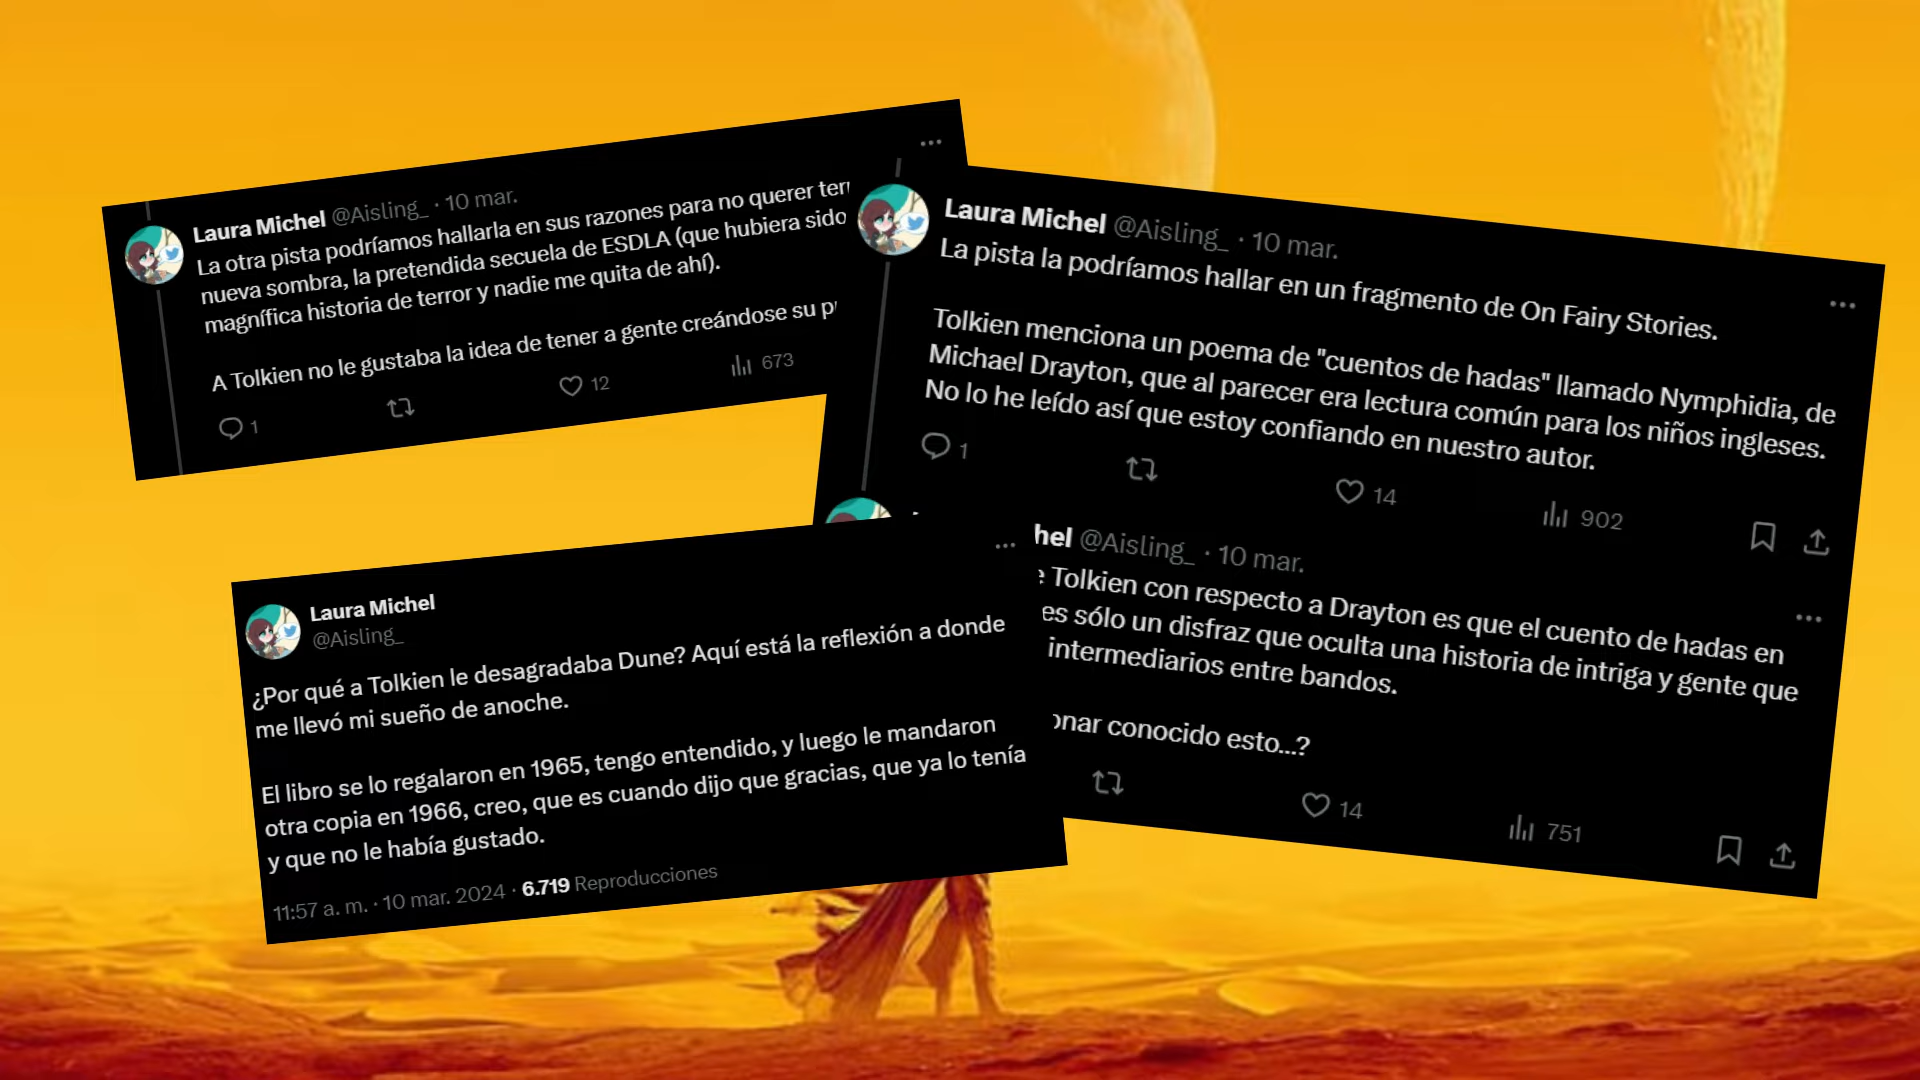 Laura Michel @Aisling_ · 10 mar.
La otra pista podríamos hallarla en sus razones para no querer
nueva sombra, la pretendida secuela de ESDLA (que hubiera sido
magnífica historia de terror y nadie me quita de ahí).
A Tolkien no le gustaba la idea de tener a gente creándose su
1
12
673
Laura Michel @Aisling_ · 10 mar.
La pista la podríamos hallar en un fragmento de On Fairy Stories.
Tolkien menciona un poema de "cuentos de hadas" llamado Nymphidia, de
Michael Drayton, que al parecer era lectura común para los niños ingleses.
No lo he leído así que estoy confiando en nuestro autor.
1
14
902
hel @Aisling_ · 10 mar.
Tolkien con respecto a Drayton es que el cuento de hadas en
es sólo un disfraz que oculta una historia de intriga y gente que
intermediarios entre bandos.
onar conocido esto...?
14
751
Laura Michel
@Aisling_
¿Por qué a Tolkien le desagradaba Dune? Aquí está la reflexión a donde
me llevó mi sueño de anoche.
El libro se lo regalaron en 1965, tengo entendido, y luego le mandaron
otra copia en 1966, creo, que es cuando dijo que gracias, que ya lo tenía
y que no le había gustado.
11:57 a. m. · 10 mar. 2024 · 6.719 Reproducciones